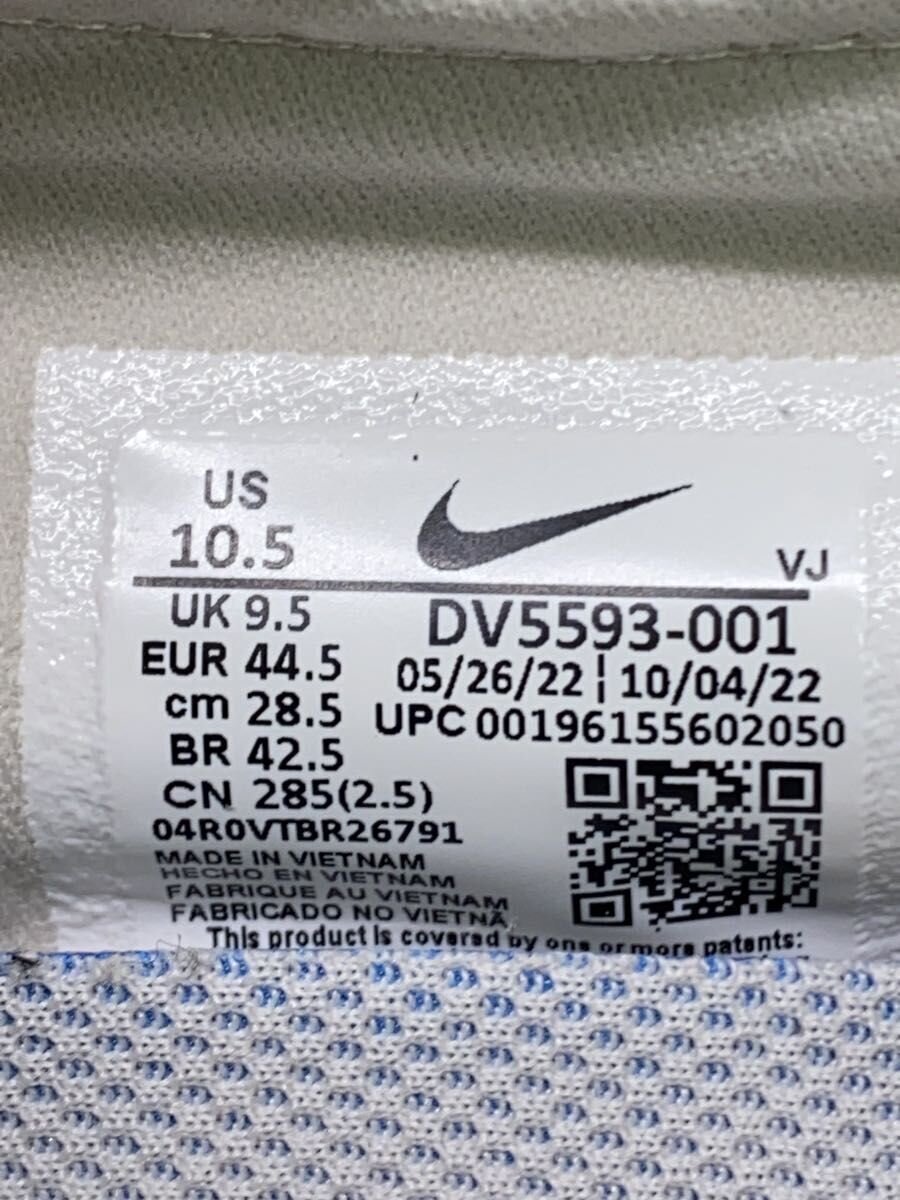 US
10.5
VJ
UK 9.5
EUR 44.5
cm 28.5
BR 42.5
CN 285(2.5)
DV5593-001
05/26/22 | 10/04/22
UPC 00196155602050
04R0VTBR26791
MADE IN VIETNAM
HECHO EN VIETNAM
FABRIQUE AU VIETNAM
FABRICADO NO VIETNÃ
This product is covered by one or more patents: